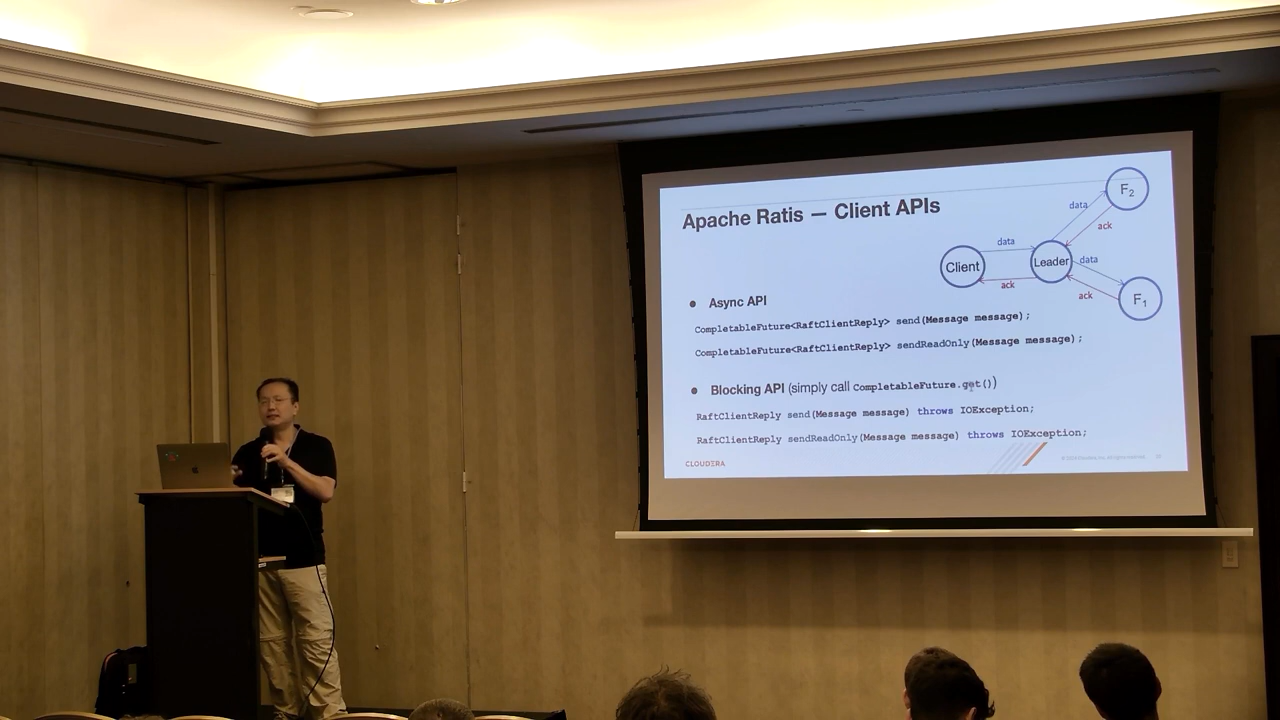 Apache Ratis — Client APIs
F2
data
ack
data
Client
Leader
data
ack
ack
F1
● Async API
CompletableFuture<RaftClientReply> send(Message message);
CompletableFuture<RaftClientReply> sendReadOnly(Message message);
● Blocking API (simply call CompletableFuture.get())
RaftClientReply send(Message message) throws IOException;
RaftClientReply sendReadOnly(Message message) throws IOException;
CLOUDERA